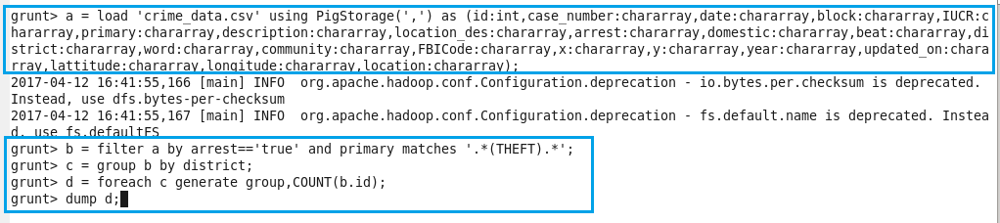 grunt> a = load 'crime_data.csv' using PigStorage(',') as (id:int,case_number:chararray,date:chararray,block:chararray,IUCR:c
hararray,primary:chararray,description:chararray,location_des:chararray,arrest:chararray,domestic:chararray,beat:chararray,di
strict:chararray,word:chararray,community:chararray,FBICode:chararray,x:chararray,y:chararray,year:chararray,updated_on:chara
rray,lattitude:chararray,longitude:chararray,location:chararray);
2017-04-12 16:41:55,166 [main] INFO  org.apache.hadoop.conf.Configuration.deprecation - io.bytes.per.checksum is deprecated.
Instead, use dfs.bytes-per-checksum
2017-04-12 16:41:55,167 [main] INFO  org.apache.hadoop.conf.Configuration.deprecation - fs.default.name is deprecated. Instea
d, use fs.defaultFS
grunt> b = filter a by arrest=='true' and primary matches '.*(THEFT).*';
grunt> c = group b by district;
grunt> d = foreach c generate group,COUNT(b.id);
grunt> dump d;